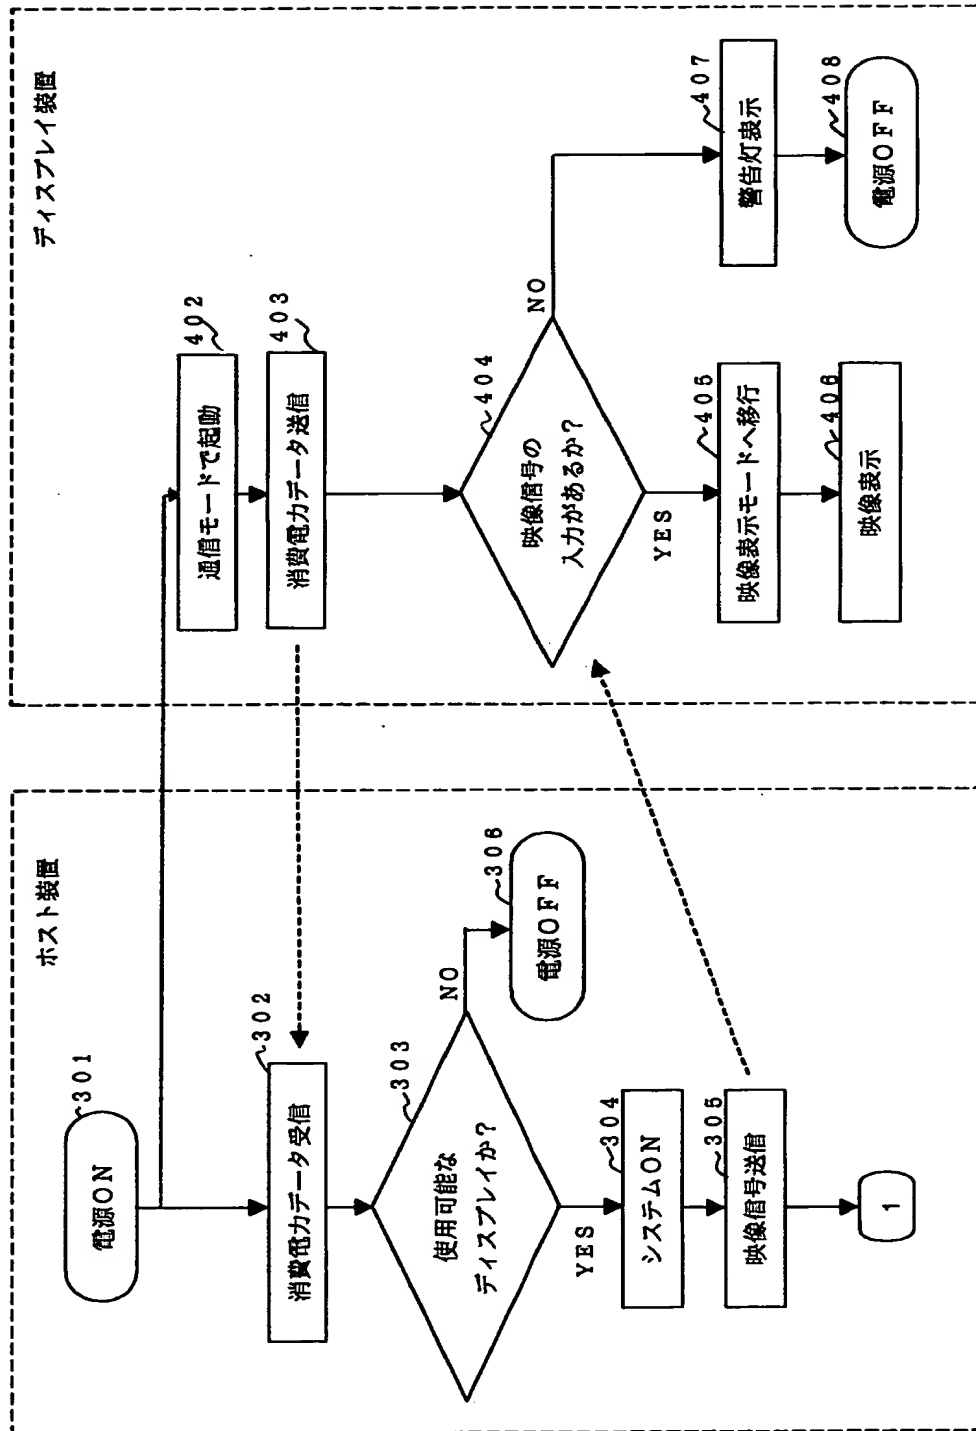 ホスト装置
電源ON
301
消費電力データ受信
302
使用可能な
ディスプレイか?
303
NO
電源OFF
306
YES
システムON
304
映像信号送信
305
1
ディスプレイ装置
通信モードで起動
402
消費電力データ送信
403
映像信号の
入力があるか?
404
NO
YES
映像表示モードへ移行
405
映像表示
406
警告灯表示
407
電源OFF
408